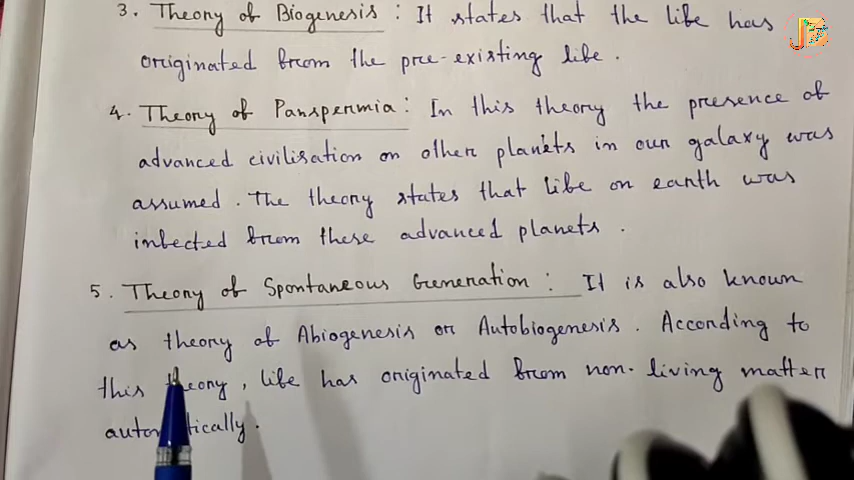 3. Theory of Biogenesis : It states that the life has
originated from the pre-existing life .
4. Theory of Panspermia : In this theory the presence of
advanced civilisation on other planets in our galaxy was
assumed . The theory states that life on earth was
infected from these advanced planets .
5. Theory of Spontaneous Generation : It is also known
as theory of Abiogenesis or Autobiogenesis . According to
this theory , life has originated from non-living matter
automatically .